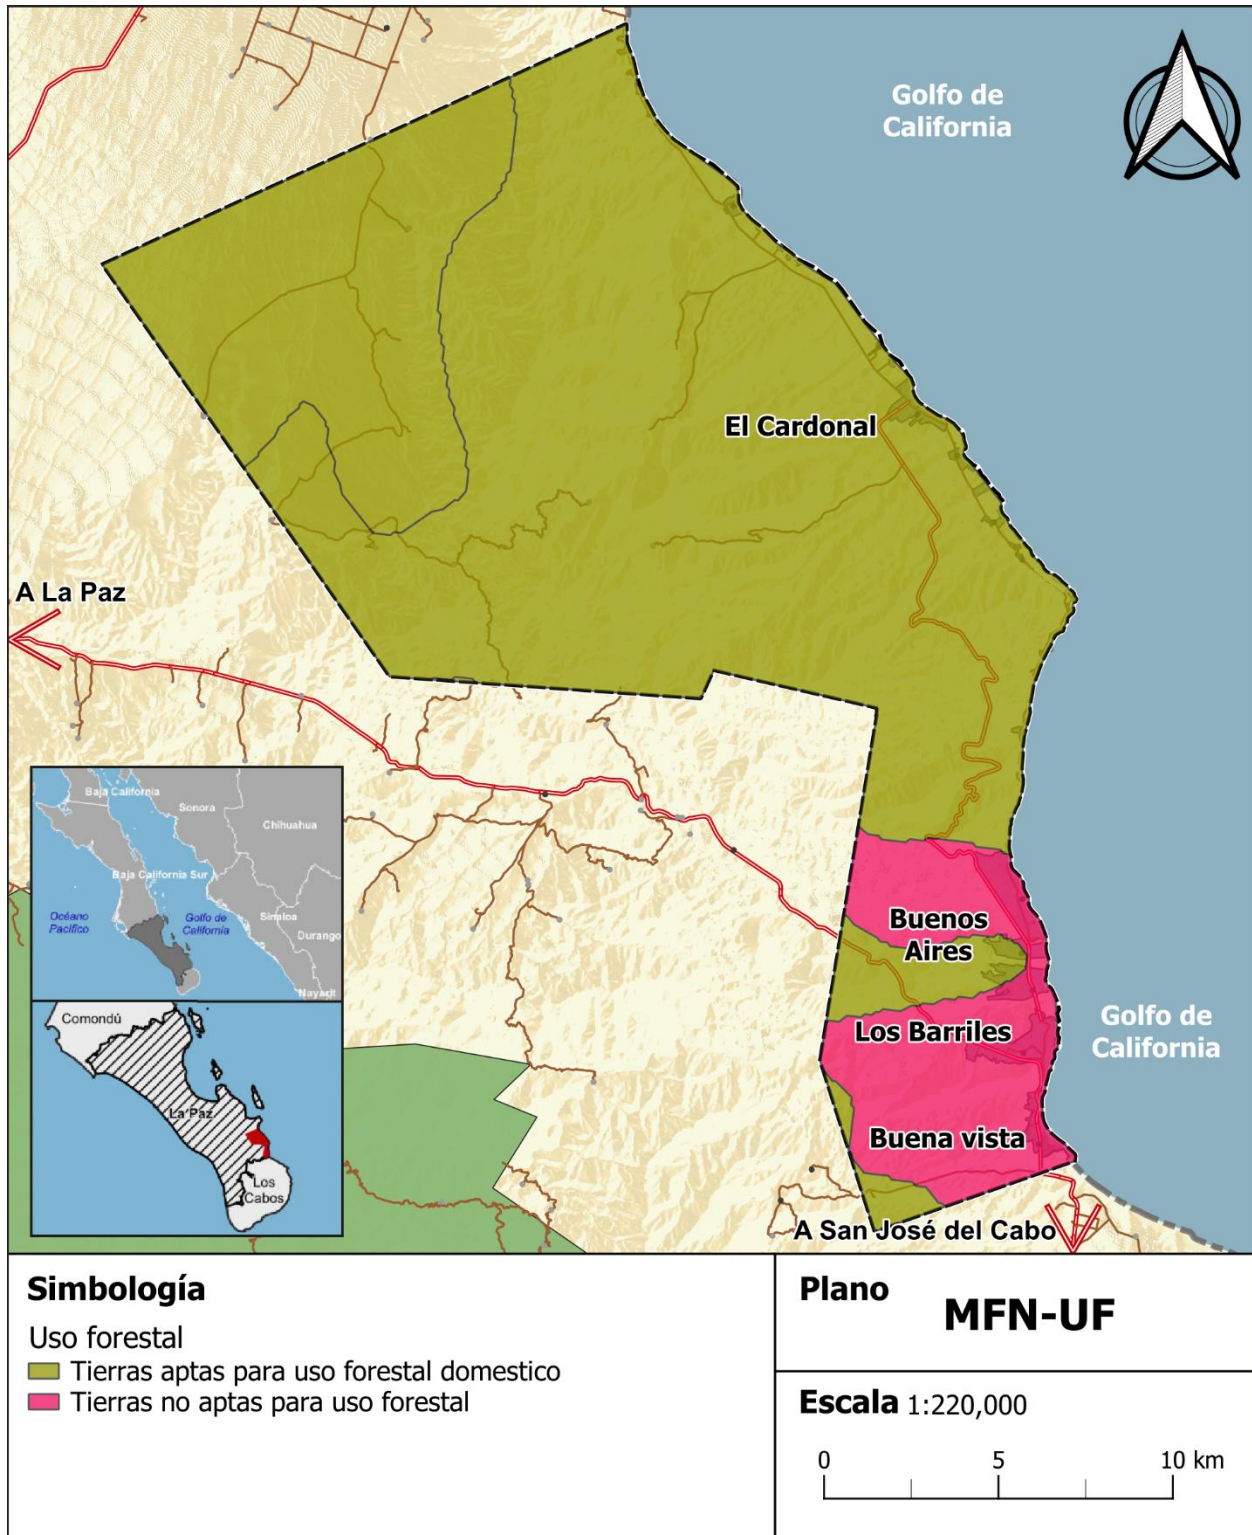 Golfo de
California
El Cardonal
A La Paz
Buenos
Aires
Golfo de
California
Los Barriles
Buena vista
A San José del Cabo
Baja California
Sonora
Chihuahua
Baja California Sur
Sinaloa
Océano
Pacífico
Golfo de
California
Durango
Nayarit
Comondú
La Paz
Los
Cabos
Simbología
Uso forestal
Tierras aptas para uso forestal domestico
Tierras no aptas para uso forestal
Plano
MFN-UF
Escala 1:220,000
0 5 10 km